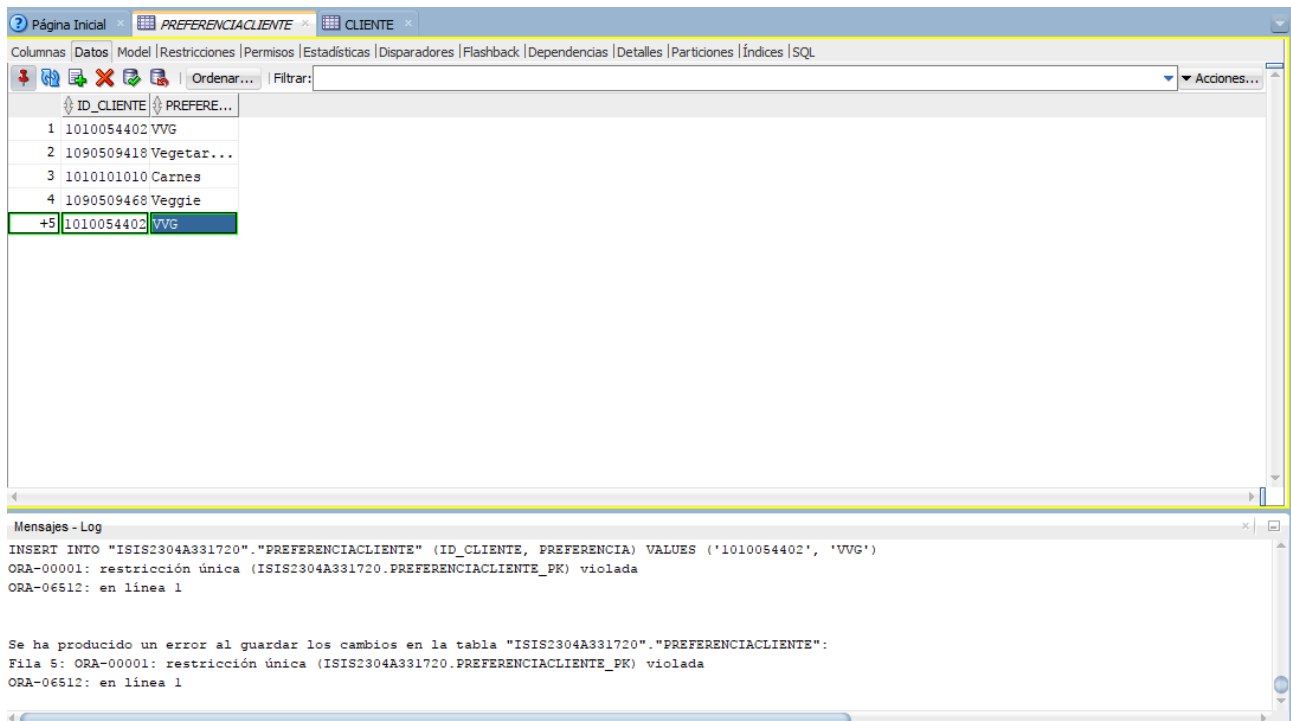 Página Inicial PREFERENCIACLIENTE CLIENTE
Columnas Datos Model Restricciones Permisos Estadísticas Disparadores Flashback Dependencias Detalles Particiones Índices SQL
Ordenar... Filtrar: Acciones...
ID_CLIENTE PREFERE...
1 1010054402 VVG
2 1090509418 Vegetar...
3 1010101010 Carnes
4 1090509468 Veggie
+5 1010054402 VVG
Mensajes - Log
INSERT INTO "ISIS2304A331720"."PREFERENCIACLIENTE" (ID_CLIENTE, PREFERENCIA) VALUES ('1010054402', 'VVG')
ORA-00001: restricción única (ISIS2304A331720.PREFERENCIACLIENTE_PK) violada
ORA-06512: en línea 1
Se ha producido un error al guardar los cambios en la tabla "ISIS2304A331720"."PREFERENCIACLIENTE":
Fila 5: ORA-00001: restricción única (ISIS2304A331720.PREFERENCIACLIENTE_PK) violada
ORA-06512: en línea 1